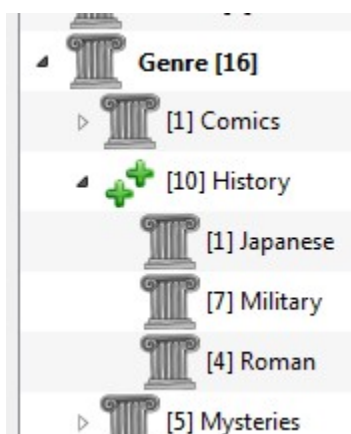 Genre [16]
[1] Comics
[10] History
[1] Japanese
[7] Military
[4] Roman
[5] Mysteries